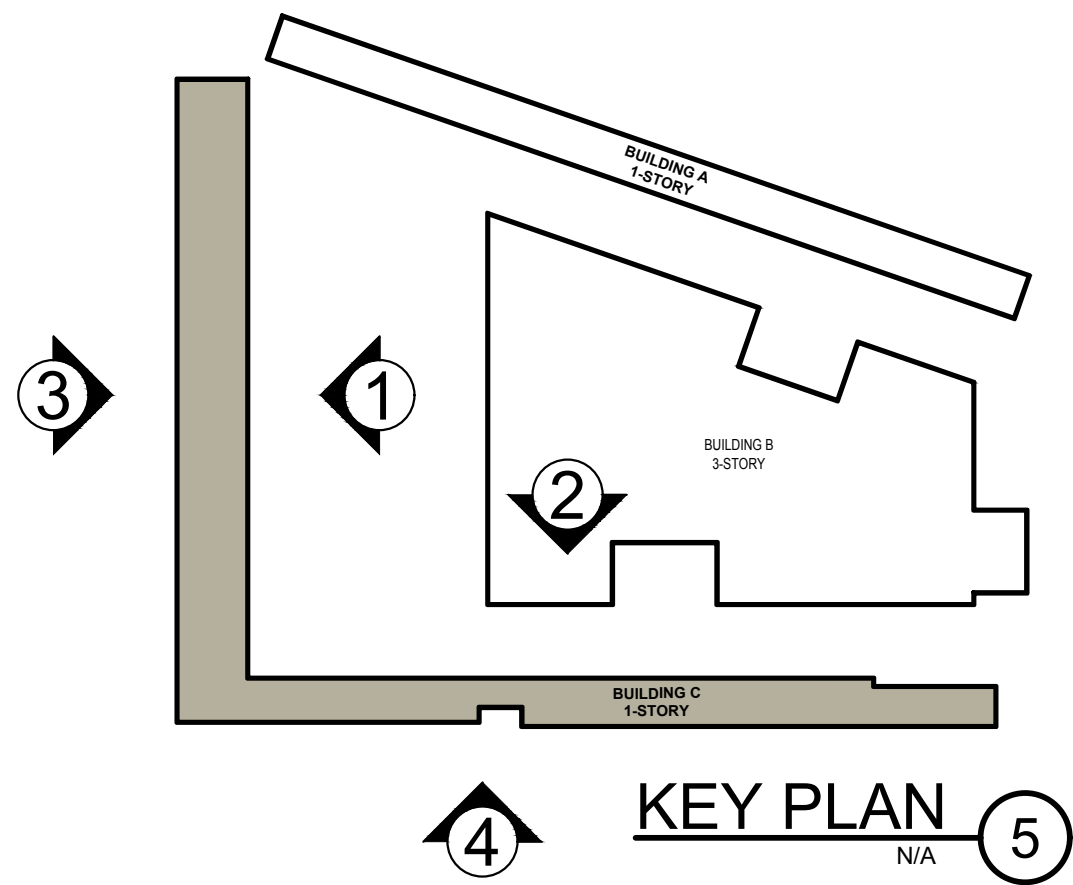 BUILDING A
1-STORY
3
1
BUILDING B
3-STORY
2
BUILDING C
1-STORY
4
KEY PLAN
N/A
5